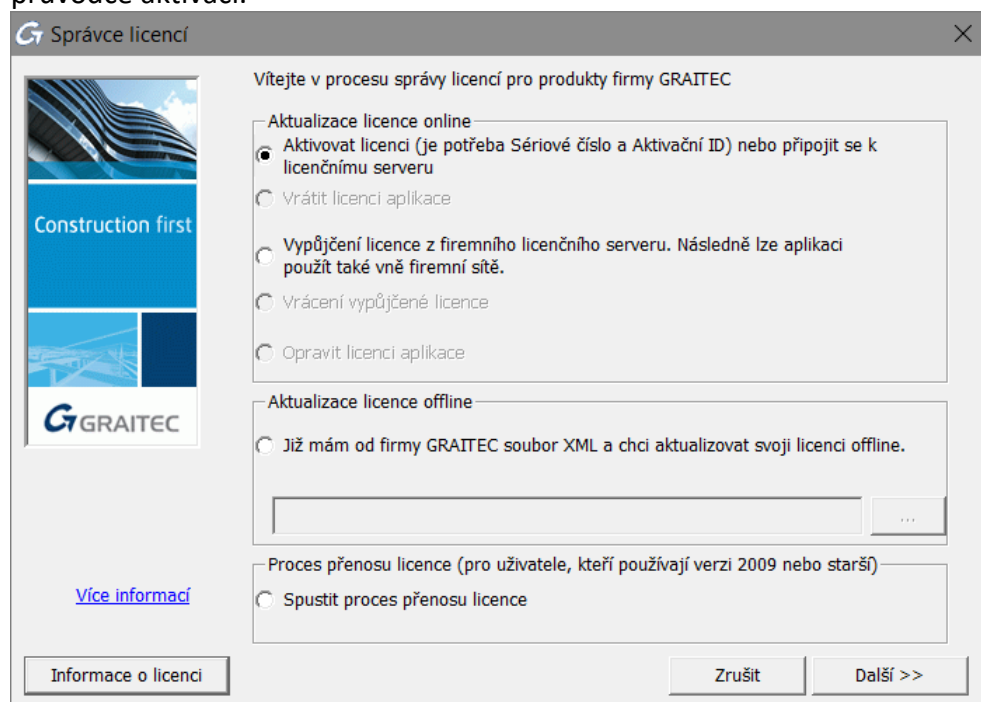 průvodce aktivací.
Správce licencí
Vítejte v procesu správy licencí pro produkty firmy GRAITEC
Aktualizace licence online
Aktivovat licenci (je potřeba Sériové číslo a Aktivační ID) nebo připojit se k
licenčnímu serveru
Vrátit licenci aplikace
Construction first
Vypůjčení licence z firemního licenčního serveru. Následně lze aplikaci
použít také vně firemní sítě.
Vrácení vypůjčené licence
Opravit licenci aplikace
Aktualizace licence offline
GRAITEC
Již mám od firmy GRAITEC soubor XML a chci aktualizovat svoji licenci offline.
...
Proces přenosu licence (pro uživatele, kteří používají verzi 2009 nebo starší)
Více informací
Spustit proces přenosu licence
Informace o licenci
Zrušit
Další >>